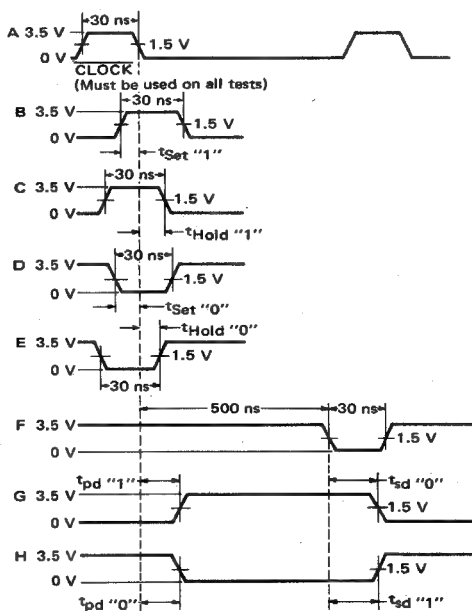 30 ns
A 3.5 V
1.5 V
0 V
CLOCK
(Must be used on all tests)
30 ns
B 3.5 V
1.5 V
0 V
tSet "1"
30 ns
C 3.5 V
1.5 V
0 V
tHold "1"
D 3.5 V
1.5 V
0 V
tSet "0"
tHold "0"
E 3.5 V
1.5 V
0 V
30 ns
500 ns 30 ns
F 3.5 V
1.5 V
0 V
tpd "1" tsd "0"
G 3.5 V
1.5 V
0 V
H 3.5 V
1.5 V
0 V
tpd "0" tsd "1"